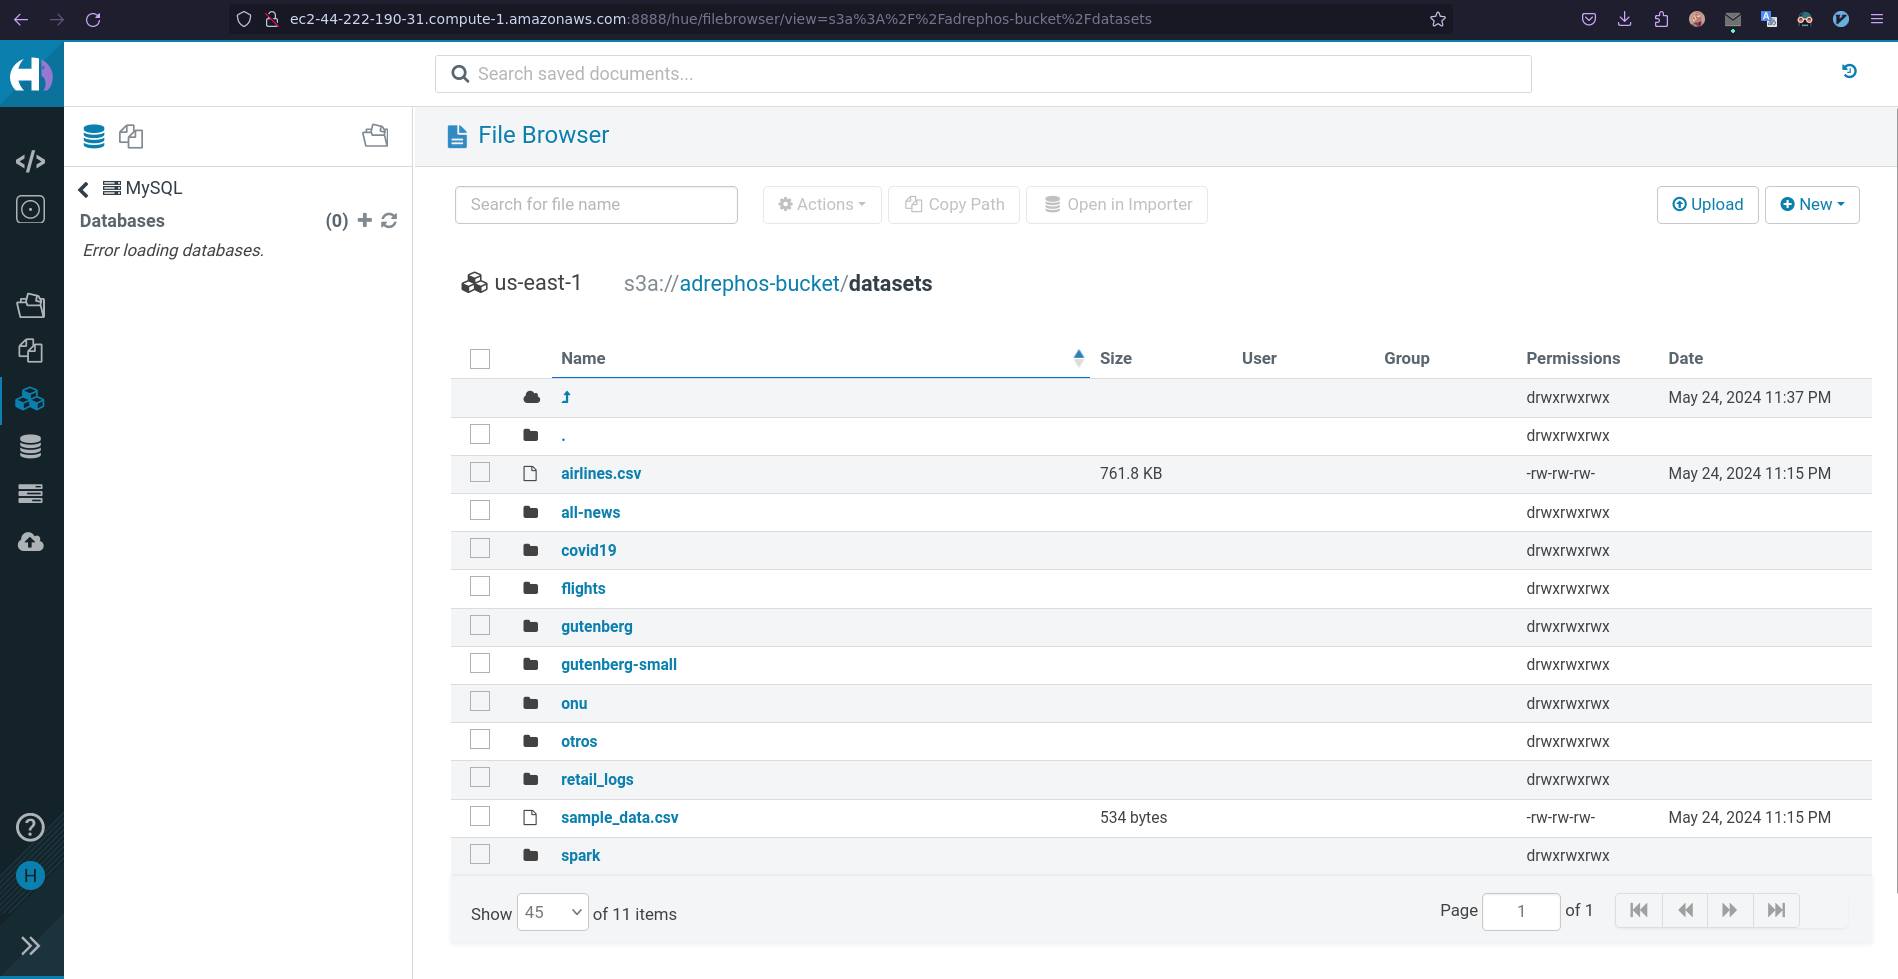 ec2-44-222-190-31.compute-1.amazonaws.com:8888/hue/filebrowser/view=s3a%3A%2F%2Fadrephos-bucket%2Fdatasets
Search saved documents...
File Browser
MySQL
Databases (0)
Error loading databases.
Search for file name
Actions
Copy Path
Open in Importer
Upload
New
us-east-1 s3a://adrephos-bucket/datasets
Name Size User Group Permissions Date
drwxrwxrwx May 24, 2024 11:37 PM
. drwxrwxrwx
airlines.csv 761.8 KB -rw-rw-rw- May 24, 2024 11:15 PM
all-news drwxrwxrwx
covid19 drwxrwxrwx
flights drwxrwxrwx
gutenberg drwxrwxrwx
gutenberg-small drwxrwxrwx
onu drwxrwxrwx
otros drwxrwxrwx
retail_logs drwxrwxrwx
sample_data.csv 534 bytes -rw-rw-rw- May 24, 2024 11:15 PM
spark drwxrwxrwx
Show 45 of 11 items
Page 1 of 1
H